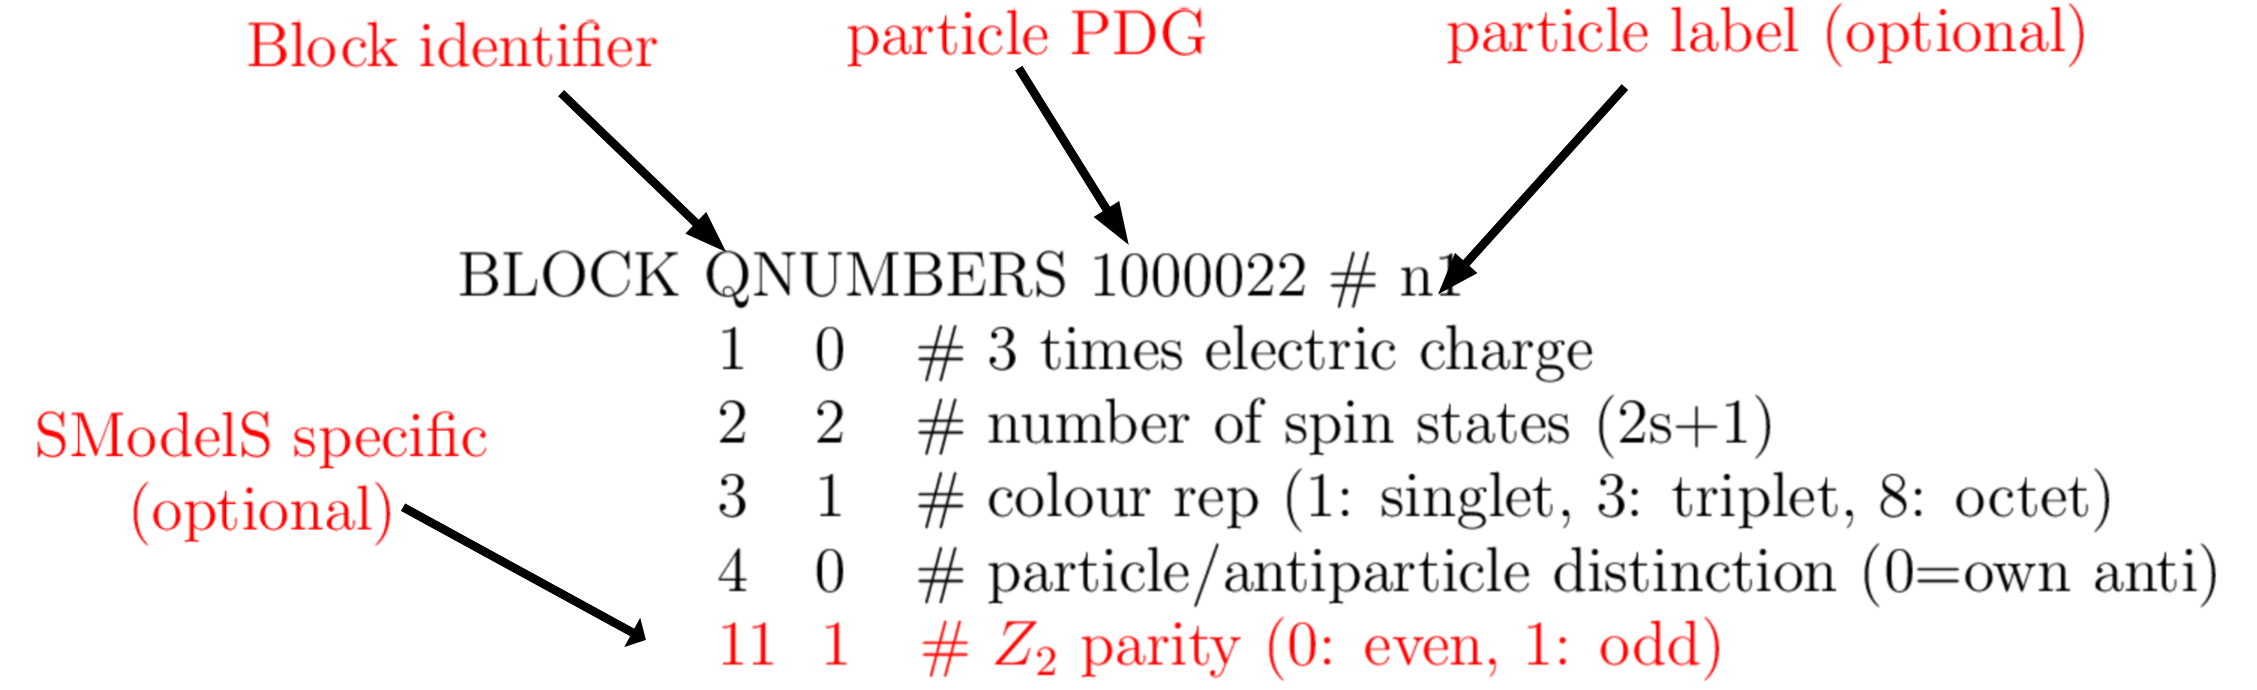 Block identifier
particle PDG
particle label (optional)
BLOCK QNUMBERS 1000022 # n1
1 0 # 3 times electric charge
2 2 # number of spin states (2s+1)
SModelS specific
(optional)
3 1 # colour rep (1: singlet, 3: triplet, 8: octet)
4 0 # particle/antiparticle distinction (0=own anti)
11 1 # Z₂ parity (0: even, 1: odd)